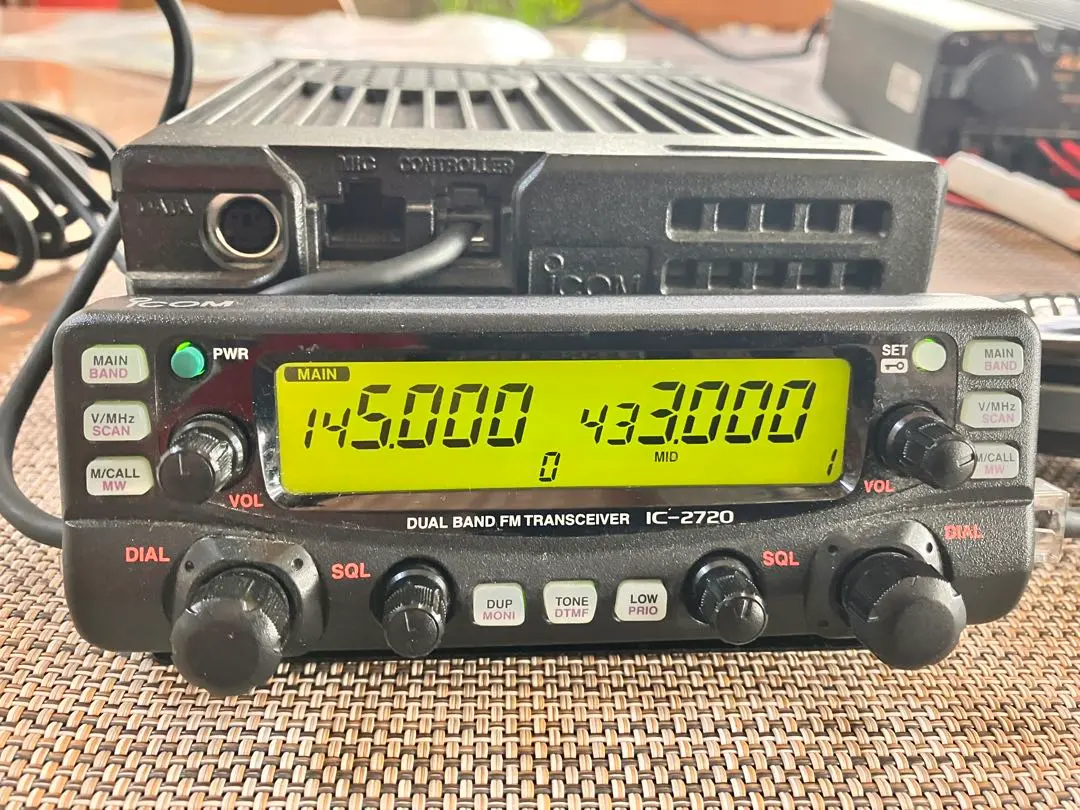 MIC CONTROLLER
DATA
ICOM
ICOM
MAIN BAND
PWR
V/MHz SCAN
M/CALL MW
VOL
MAIN
145.000 433.000
MID
0 1
SET
MAIN BAND
V/MHz SCAN
M/CALL MW
VOL
DUAL BAND FM TRANSCEIVER IC-2720
DIAL
SQL
DUP MONI
TONE DTMF
LOW PRIO
SQL
DIAL